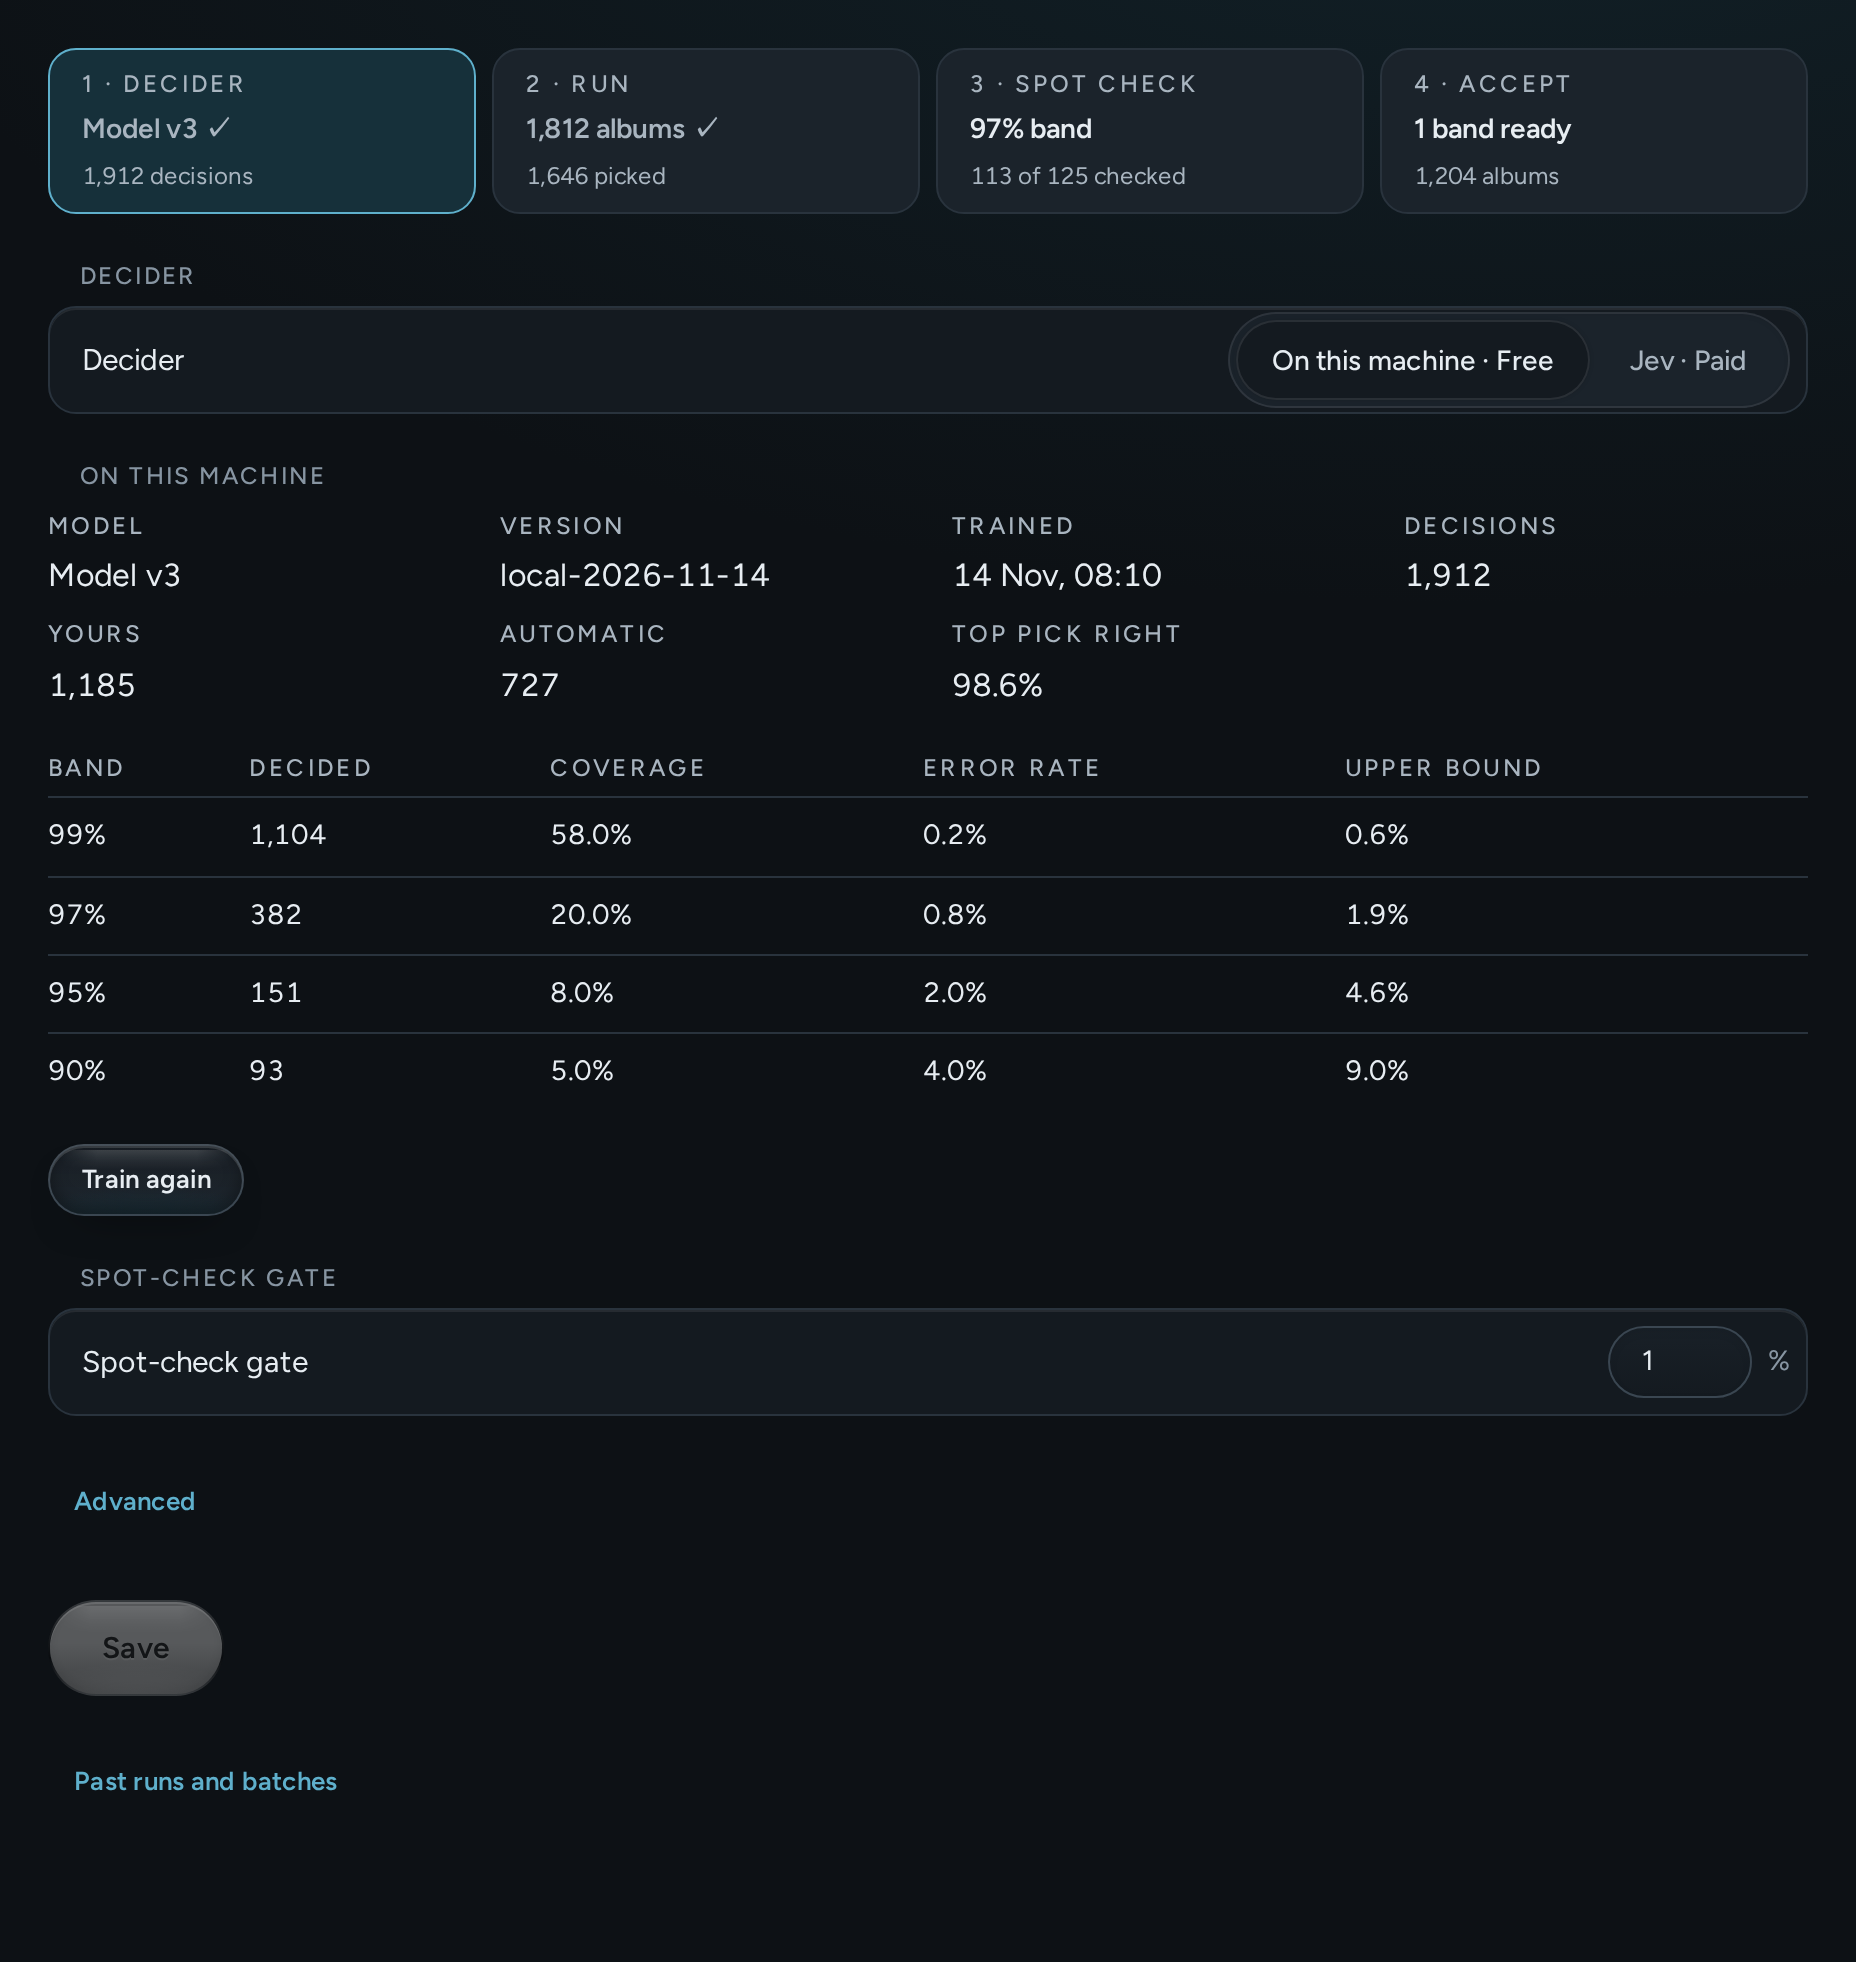 1 · DECIDER
Model v3 ✓
1,912 decisions
2 · RUN
1,812 albums ✓
1,646 picked
3 · SPOT CHECK
97% band
113 of 125 checked
4 · ACCEPT
1 band ready
1,204 albums
DECIDER
Decider On this machine · Free Jev · Paid
ON THIS MACHINE
MODEL VERSION TRAINED DECISIONS
Model v3 local-2026-11-14 14 Nov, 08:10 1,912
YOURS AUTOMATIC TOP PICK RIGHT
1,185 727 98.6%
BAND DECIDED COVERAGE ERROR RATE UPPER BOUND
99% 1,104 58.0% 0.2% 0.6%
97% 382 20.0% 0.8% 1.9%
95% 151 8.0% 2.0% 4.6%
90% 93 5.0% 4.0% 9.0%
Train again
SPOT-CHECK GATE
Spot-check gate 1 %
Advanced
Save
Past runs and batches